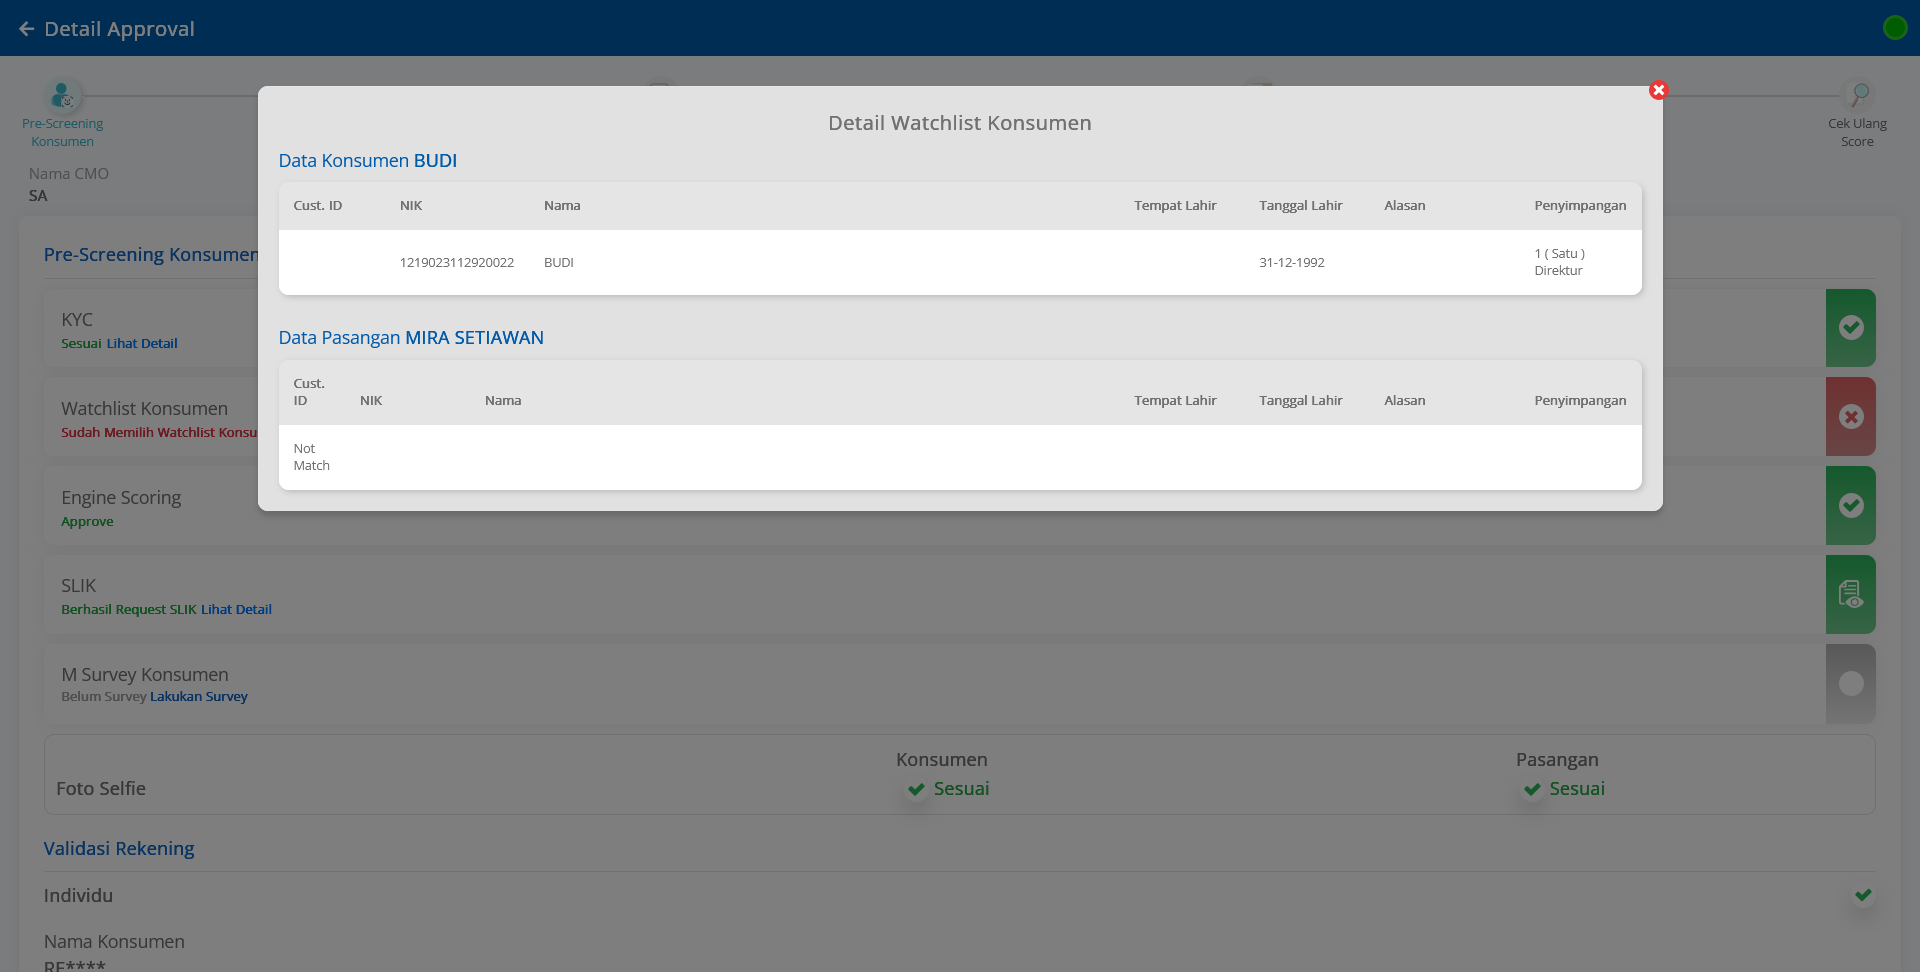 Detail Approval
Pre-Screening
Konsumen
Cek Ulang
Score
Nama CMO
SA
Detail Watchlist Konsumen
Data Konsumen BUDI
Cust. ID NIK Nama Tempat Lahir Tanggal Lahir Alasan Penyimpangan
1219023112920022 BUDI 31-12-1992 1 ( Satu )
Direktur
Data Pasangan MIRA SETIAWAN
Cust.
ID NIK Nama Tempat Lahir Tanggal Lahir Alasan Penyimpangan
Not
Match
Pre-Screening Konsumen
KYC
Sesuai Lihat Detail
Watchlist Konsumen
Sudah Memilih Watchlist Konsu
Engine Scoring
Approve
SLIK
Berhasil Request SLIK Lihat Detail
M Survey Konsumen
Belum Survey Lakukan Survey
Konsumen Pasangan
Foto Selfie Sesuai Sesuai
Validasi Rekening
Individu
Nama Konsumen
RE****